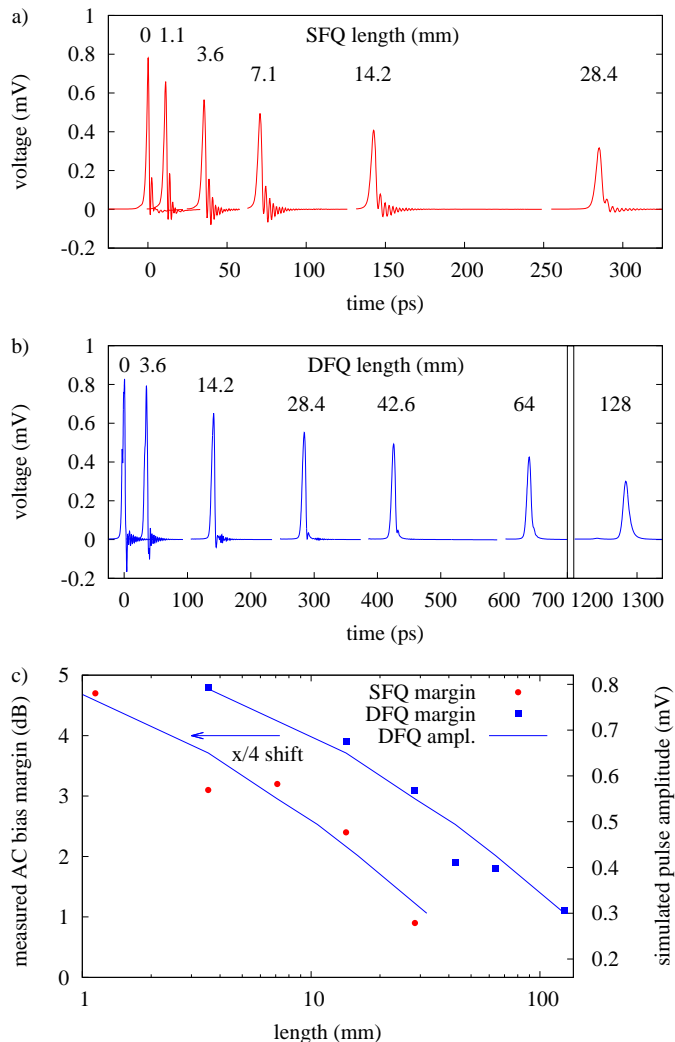 a)
SFQ length (mm)
0 1.1 3.6 7.1 14.2 28.4
voltage (mV)
1
0.8
0.6
0.4
0.2
0
-0.2
0 50 100 150 200 250 300
time (ps)
b)
DFQ length (mm)
0 3.6 14.2 28.4 42.6 64 128
voltage (mV)
1
0.8
0.6
0.4
0.2
0
-0.2
0 100 200 300 400 500 600 700 1200 1300
time (ps)
c)
SFQ margin
DFQ margin
DFQ ampl.
x/4 shift
measured AC bias margin (dB)
5
4
3
2
1
0
simulated pulse amplitude (mV)
0.8
0.7
0.6
0.5
0.4
0.3
0.2
1 10 100
length (mm)